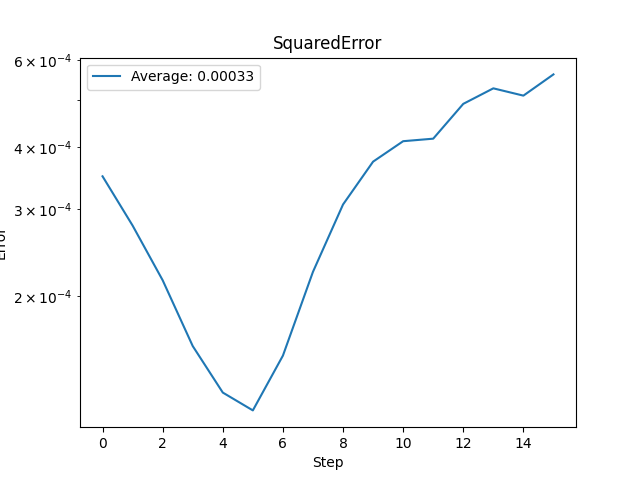 SquaredError
Average: 0.00033
6 × 10⁻⁴
4 × 10⁻⁴
3 × 10⁻⁴
2 × 10⁻⁴
Error
0 2 4 6 8 10 12 14
Step